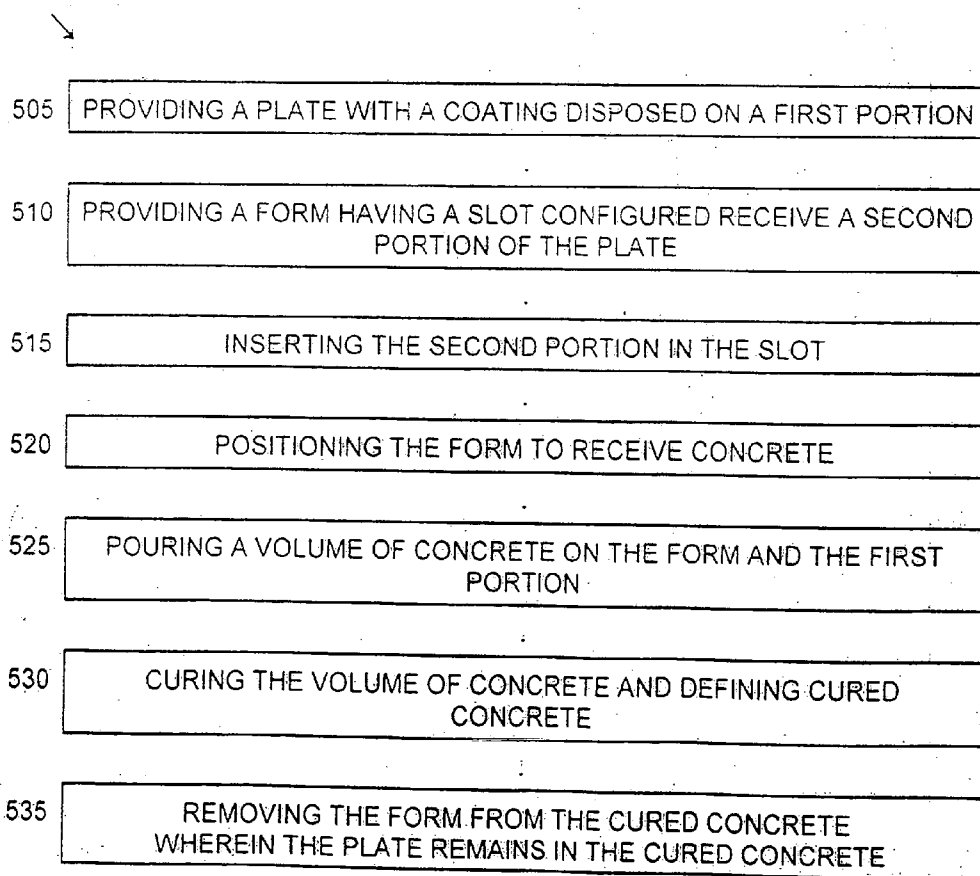 505 PROVIDING A PLATE WITH A COATING DISPOSED ON A FIRST PORTION
510 PROVIDING A FORM HAVING A SLOT CONFIGURED RECEIVE A SECOND
PORTION OF THE PLATE
515 INSERTING THE SECOND PORTION IN THE SLOT
520 POSITIONING THE FORM TO RECEIVE CONCRETE
525 POURING A VOLUME OF CONCRETE ON THE FORM AND THE FIRST
PORTION
530 CURING THE VOLUME OF CONCRETE AND DEFINING CURED
CONCRETE
535 REMOVING THE FORM FROM THE CURED CONCRETE
WHEREIN THE PLATE REMAINS IN THE CURED CONCRETE